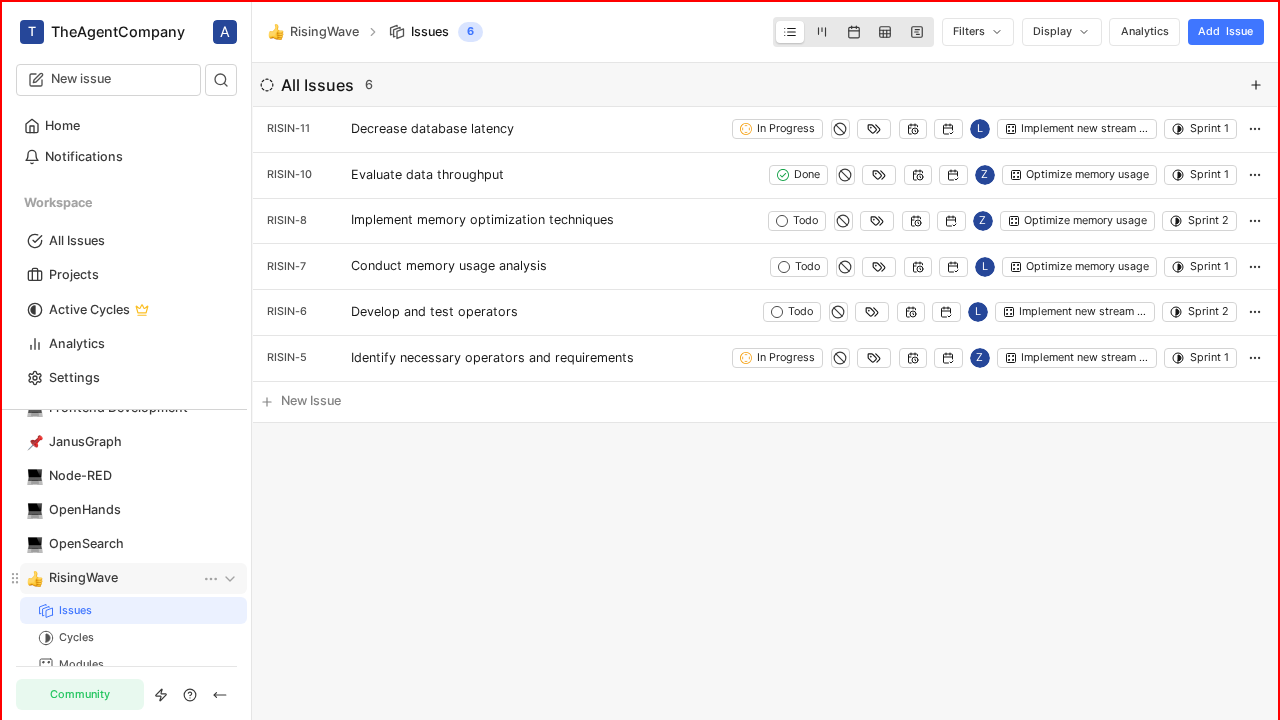 T TheAgentCompany A
New issue
Home
Notifications
Workspace
All Issues
Projects
Active Cycles
Analytics
Settings
Frontend Development
JanusGraph
Node-RED
OpenHands
OpenSearch
RisingWave
Issues
Cycles
Modules
Community
RisingWave Issues 6 Filters Display Analytics Add Issue
All Issues 6
RISIN-11 Decrease database latency In Progress L Implement new stream ... Sprint 1
RISIN-10 Evaluate data throughput Done Z Optimize memory usage Sprint 1
RISIN-8 Implement memory optimization techniques Todo Z Optimize memory usage Sprint 2
RISIN-7 Conduct memory usage analysis Todo L Optimize memory usage Sprint 1
RISIN-6 Develop and test operators Todo L Implement new stream ... Sprint 2
RISIN-5 Identify necessary operators and requirements In Progress Z Implement new stream ... Sprint 1
New Issue